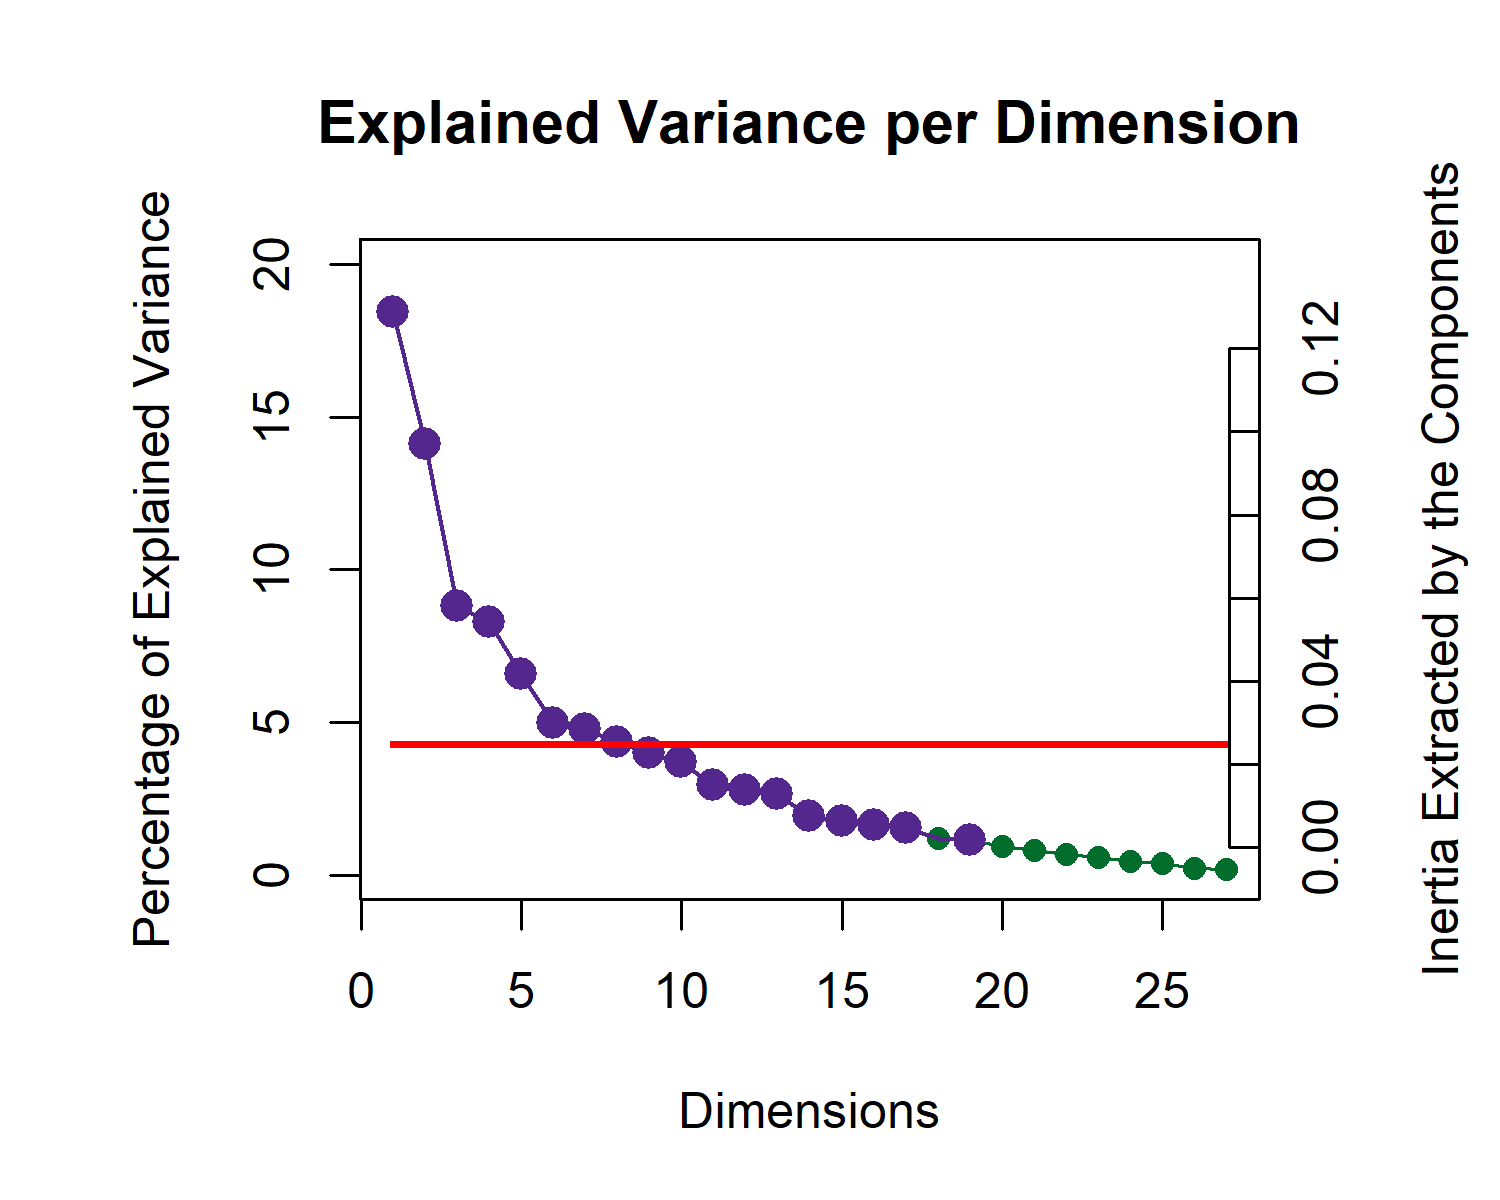 Explained Variance per Dimension
Percentage of Explained Variance
20
15
10
5
0
0.12
0.08
0.04
0.00
Inertia Extracted by the Components
0 5 10 15 20 25
Dimensions